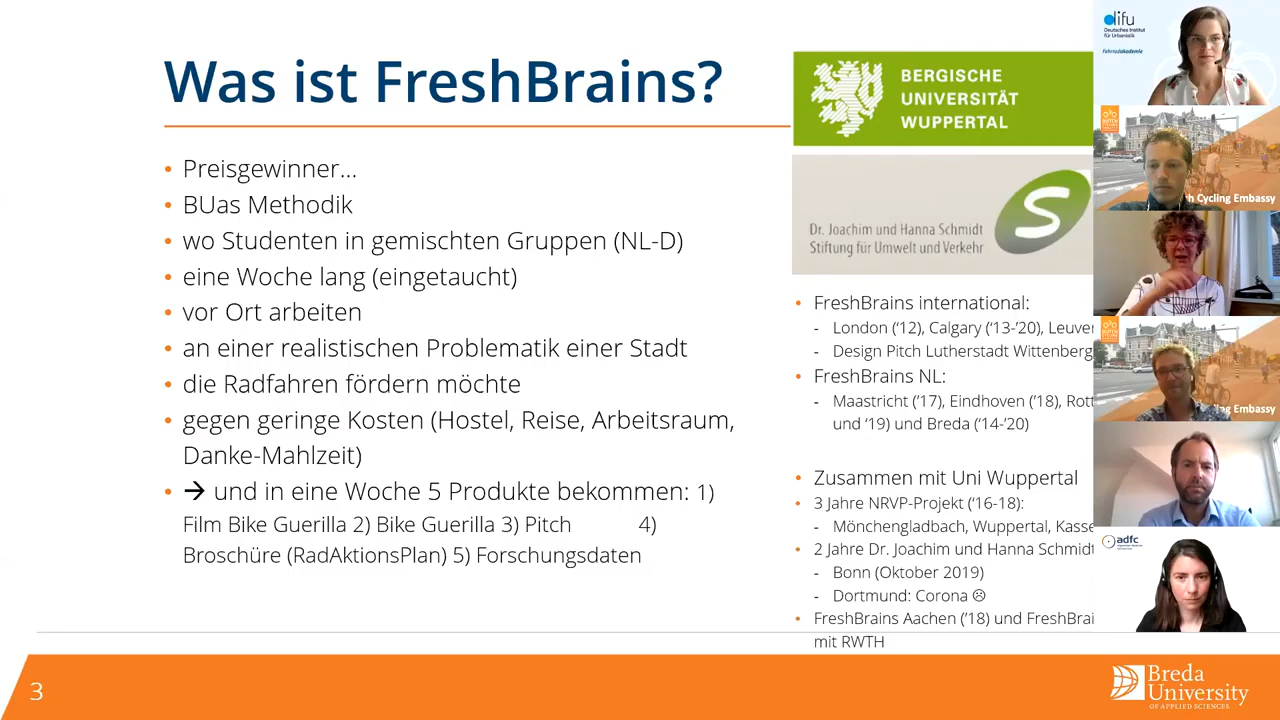 Was ist FreshBrains?
• Preisgewinner...
• BUas Methodik
• wo Studenten in gemischten Gruppen (NL-D)
• eine Woche lang (eingetaucht)
• vor Ort arbeiten
• an einer realistischen Problematik einer Stadt
• die Radfahren fördern möchte
• gegen geringe Kosten (Hostel, Reise, Arbeitsraum,
Danke-Mahlzeit)
• → und in eine Woche 5 Produkte bekommen: 1)
Film Bike Guerilla 2) Bike Guerilla 3) Pitch 4)
Broschüre (RadAktionsPlan) 5) Forschungsdaten
BERGISCHE
UNIVERSITÄT
WUPPERTAL
Dr. Joachim und Hanna Schmidt
Stiftung für Umwelt und Verkehr
S
• FreshBrains international:
- London ('12), Calgary ('13-'20), Leuven
- Design Pitch Lutherstadt Wittenberg
• FreshBrains NL:
- Maastricht ('17), Eindhoven ('18), Rott
und '19) und Breda ('14-'20)
• Zusammen mit Uni Wuppertal
• 3 Jahre NRVP-Projekt ('16-18):
- Mönchengladbach, Wuppertal, Kasse
• 2 Jahre Dr. Joachim und Hanna Schmidt
- Bonn (Oktober 2019)
- Dortmund: Corona ☹
• FreshBrains Aachen ('18) und FreshBrai
mit RWTH
difu
Deutsches Institut
für Urbanistik
Fahrradakademie
ch Cycling Embassy
ng Embassy
adfc
3
Breda
University
OF APPLIED SCIENCES